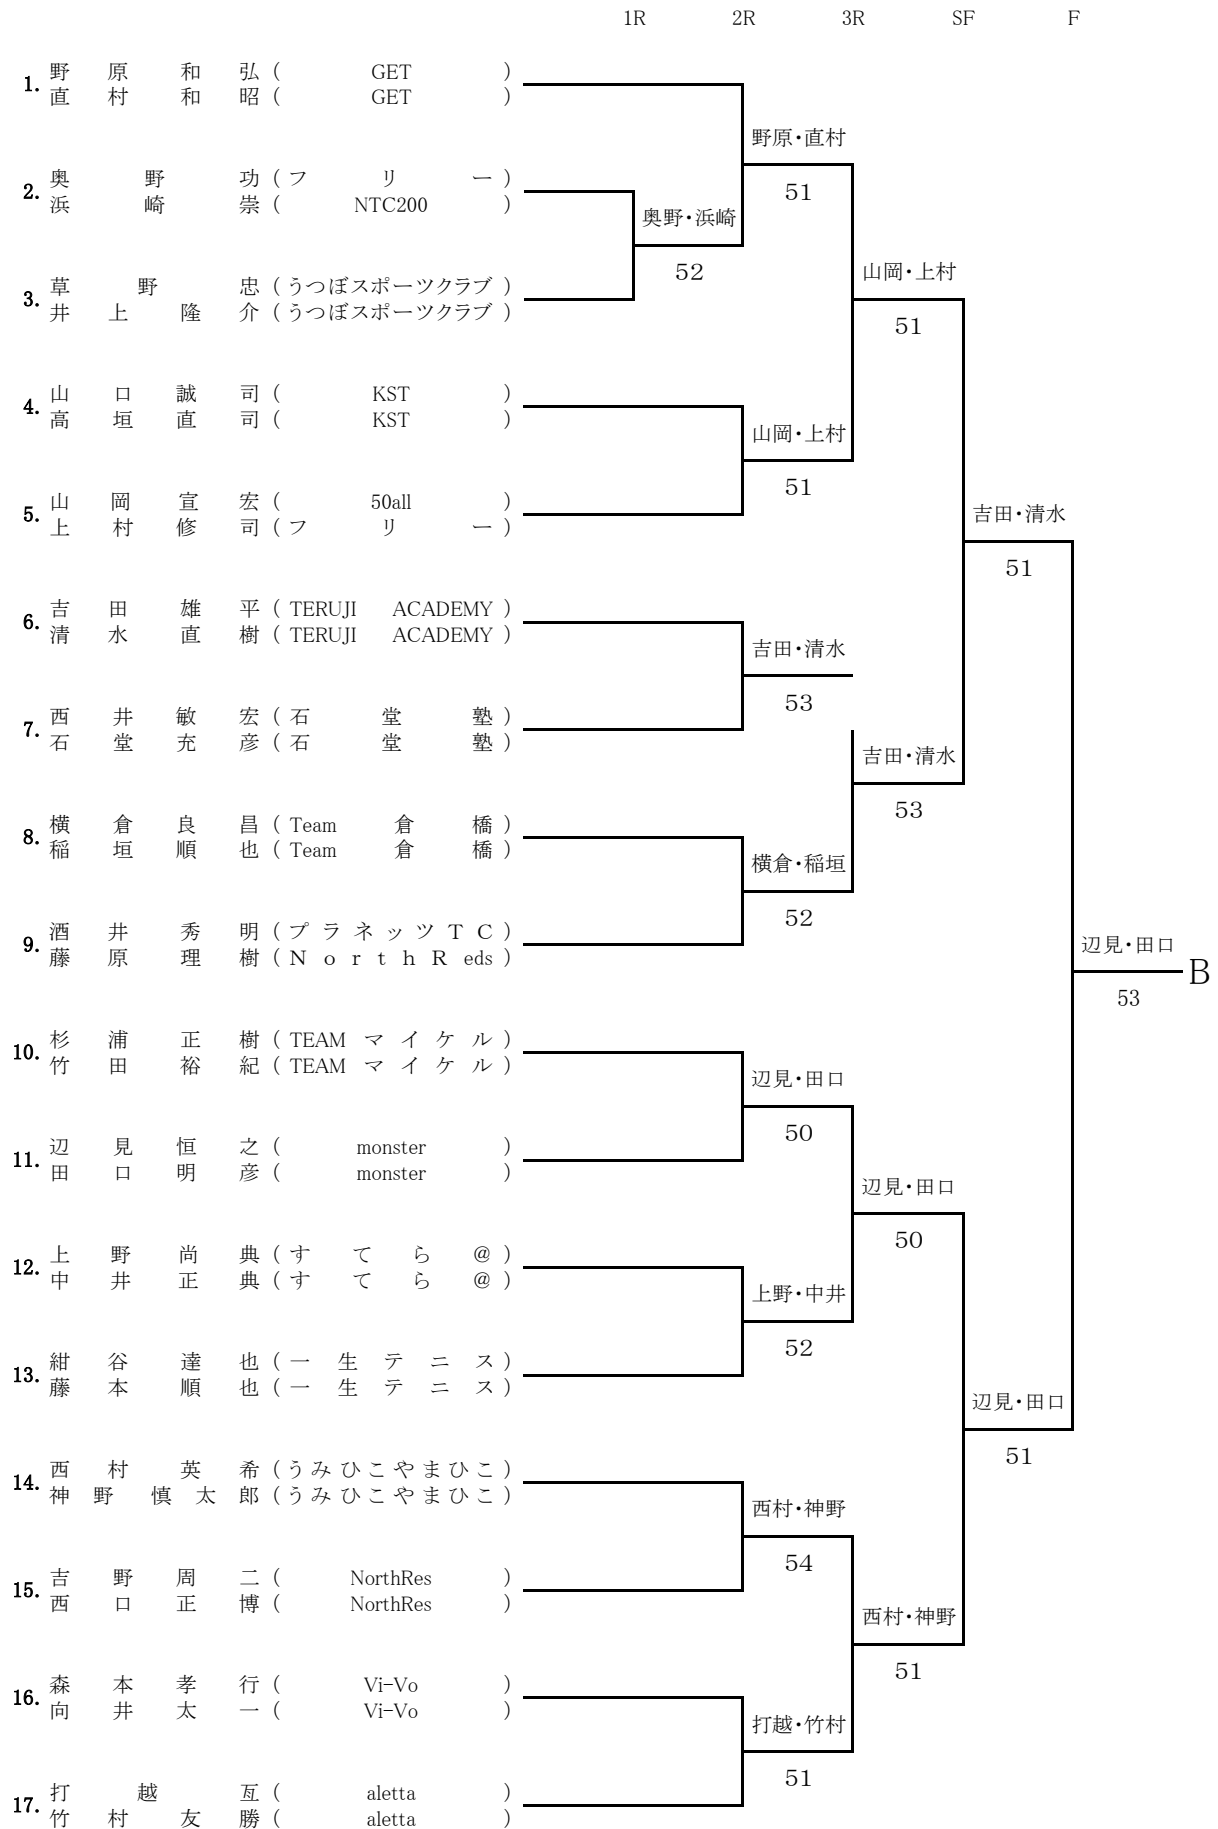 1R 2R 3R SF F
1. 野原和弘 ( GET )
直村和昭 ( GET )
野原・直村
51
2. 奥野功 ( フリー )
浜崎崇 ( NTC200 )
奥野・浜崎
52
3. 草野忠 ( うつぼスポーツクラブ )
井上隆介 ( うつぼスポーツクラブ )
山岡・上村
51
4. 山口誠司 ( KST )
高垣直司 ( KST )
山岡・上村
51
5. 山岡宣宏 ( 50all )
上村修司 ( フリー )
吉田・清水
51
6. 吉田雄平 ( TERUJI ACADEMY )
清水直樹 ( TERUJI ACADEMY )
吉田・清水
53
7. 西井敏宏 ( 石堂塾 )
石堂充彦 ( 石堂塾 )
吉田・清水
53
8. 横倉良昌 ( Team 倉橋 )
稲垣順也 ( Team 倉橋 )
横倉・稲垣
52
9. 酒井秀明 ( プラネッツTC )
藤原理樹 ( NorthReds )
辺見・田口
B
53
10. 杉浦正樹 ( TEAMマイケル )
竹田裕紀 ( TEAMマイケル )
辺見・田口
50
11. 辺見恒之 ( monster )
田口明彦 ( monster )
辺見・田口
50
12. 上野尚典 ( すてら@ )
中井正典 ( すてら@ )
上野・中井
52
13. 紺谷達也 ( 一生テニス )
藤本順也 ( 一生テニス )
辺見・田口
51
14. 西村英希 ( うみひこやまひこ )
神野慎太郎 ( うみひこやまひこ )
西村・神野
54
15. 吉野周二 ( NorthRes )
西口正博 ( NorthRes )
西村・神野
51
16. 森本孝行 ( Vi-Vo )
向井太一 ( Vi-Vo )
打越・竹村
51
17. 打越亙 ( aletta )
竹村友勝 ( aletta )